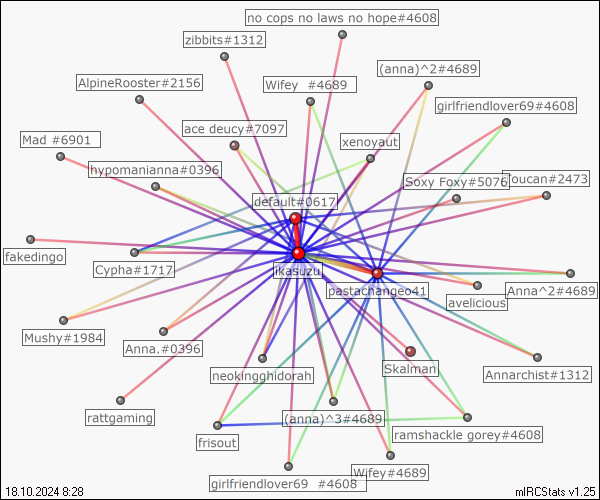 no cops no laws no hope#4608
zibbits#1312
(anna)^2#4689
AlpineRooster#2156
Wifey #4689
girlfriendlover69#4608
ace deucy#7097
Mad #6901
xenoyaut
hypomanianna#0396
Soxy Foxy#5076
Toucan#2473
default#0617
fakedingo
Cypha#1717
likasuzu
pastachangeo41
Anna^2#4689
avelicious
Mushy#1984
Anna.#0396
Skalman
neokingghidorah
Annarchist#1312
rattgaming
(anna)^3#4689
ramshackle gorey#4608
frisout
Wifey#4689
girlfriendlover69 #4608
18.10.2024 8:28
mIRCStats v1.25